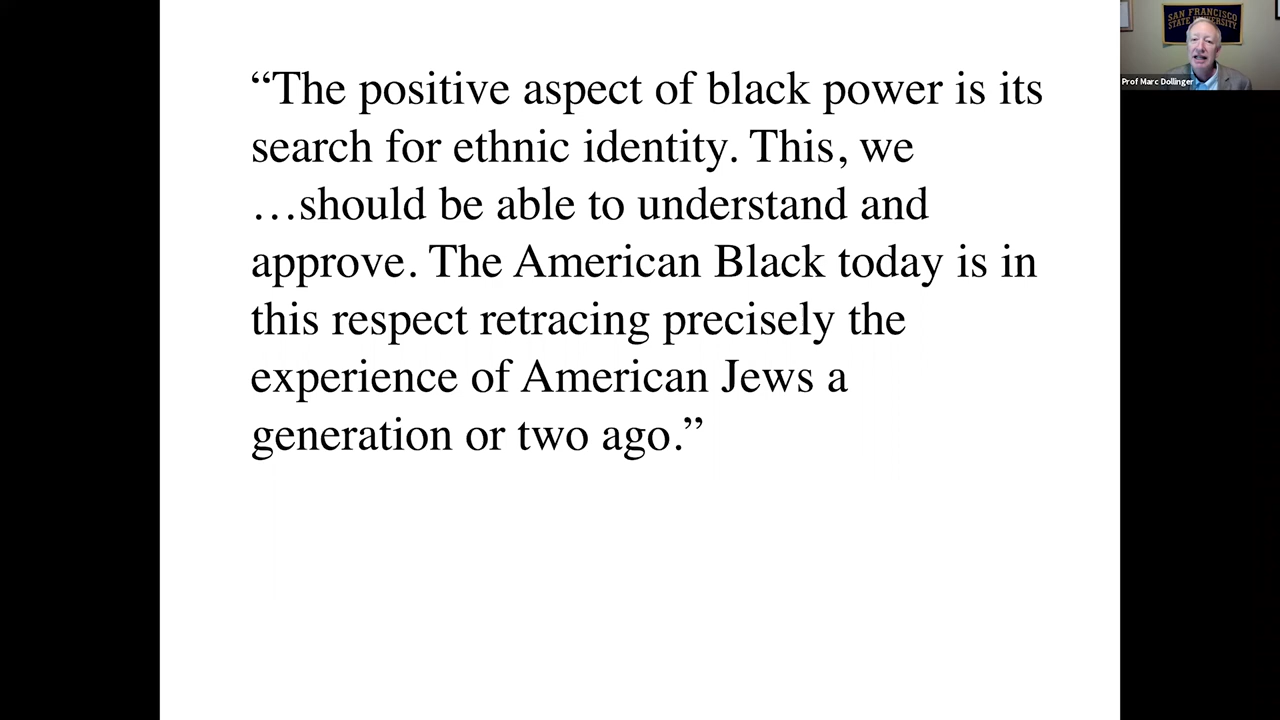 “The positive aspect of black power is its
search for ethnic identity. This, we
…should be able to understand and
approve. The American Black today is in
this respect retracing precisely the
experience of American Jews a
generation or two ago.”
SAN FRANCISCO
STATE UNIVERSITY
Prof Marc Dollinger